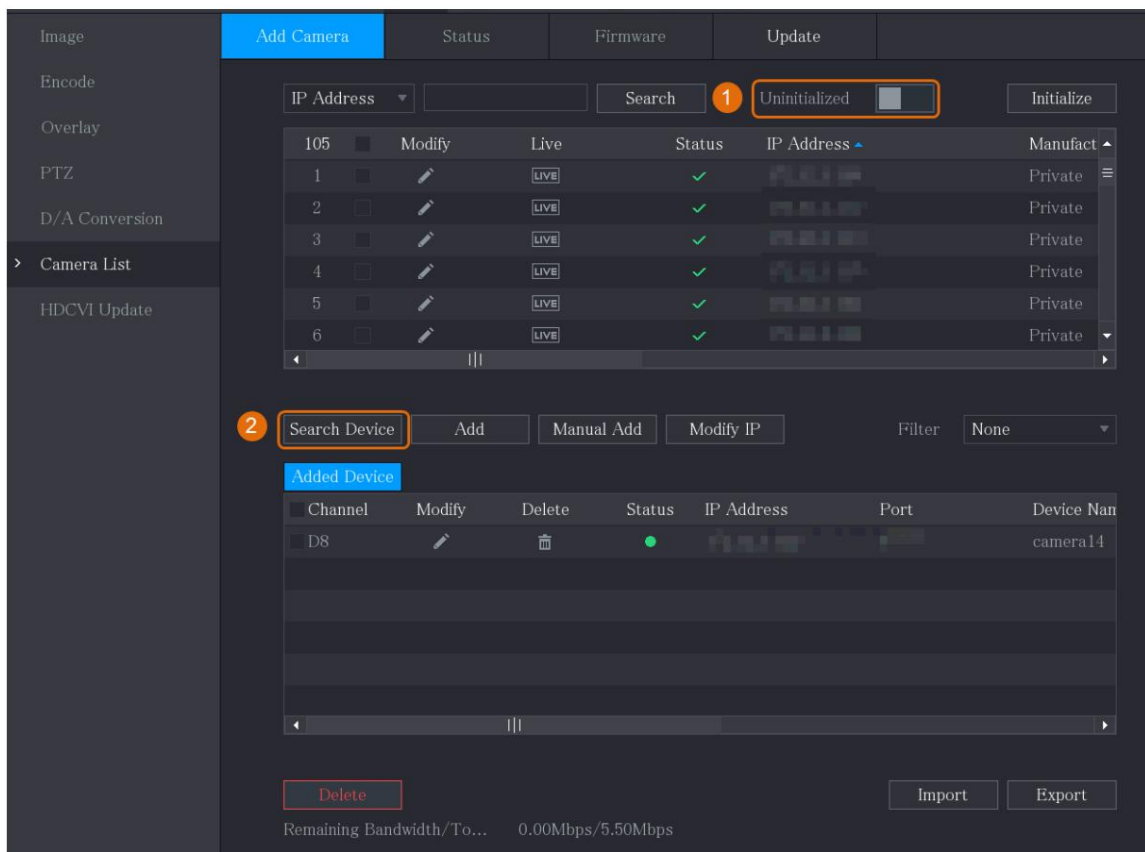 Image
Encode
Overlay
PTZ
D/A Conversion
Camera List
HDCVI Update
Add Camera Status Firmware Update
IP Address Search 1 Uninitialized Initialize
105 Modify Live Status IP Address Manufact
1 LIVE Private
2 LIVE Private
3 LIVE Private
4 LIVE Private
5 LIVE Private
6 LIVE Private
2 Search Device Add Manual Add Modify IP Filter None
Added Device
Channel Modify Delete Status IP Address Port Device Nam
D8 camera14
Delete Import Export
Remaining Bandwidth/To... 0.00Mbps/5.50Mbps